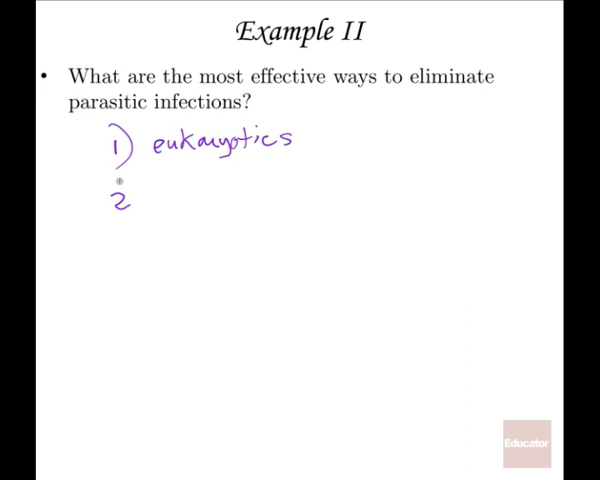 Example II
• What are the most effective ways to eliminate
parasitic infections?
1) eukaryotics
2
Educator